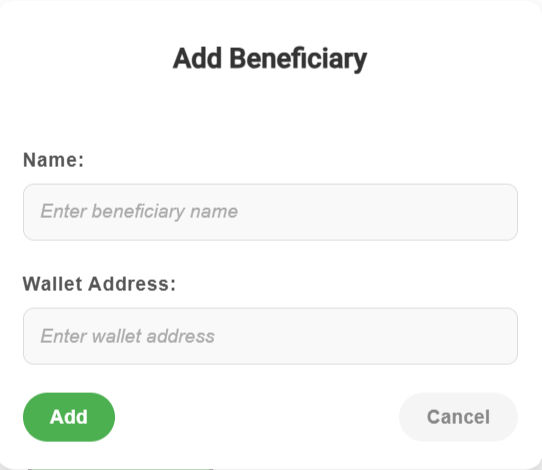 Add Beneficiary
Name:
Enter beneficiary name
Wallet Address:
Enter wallet address
Add
Cancel